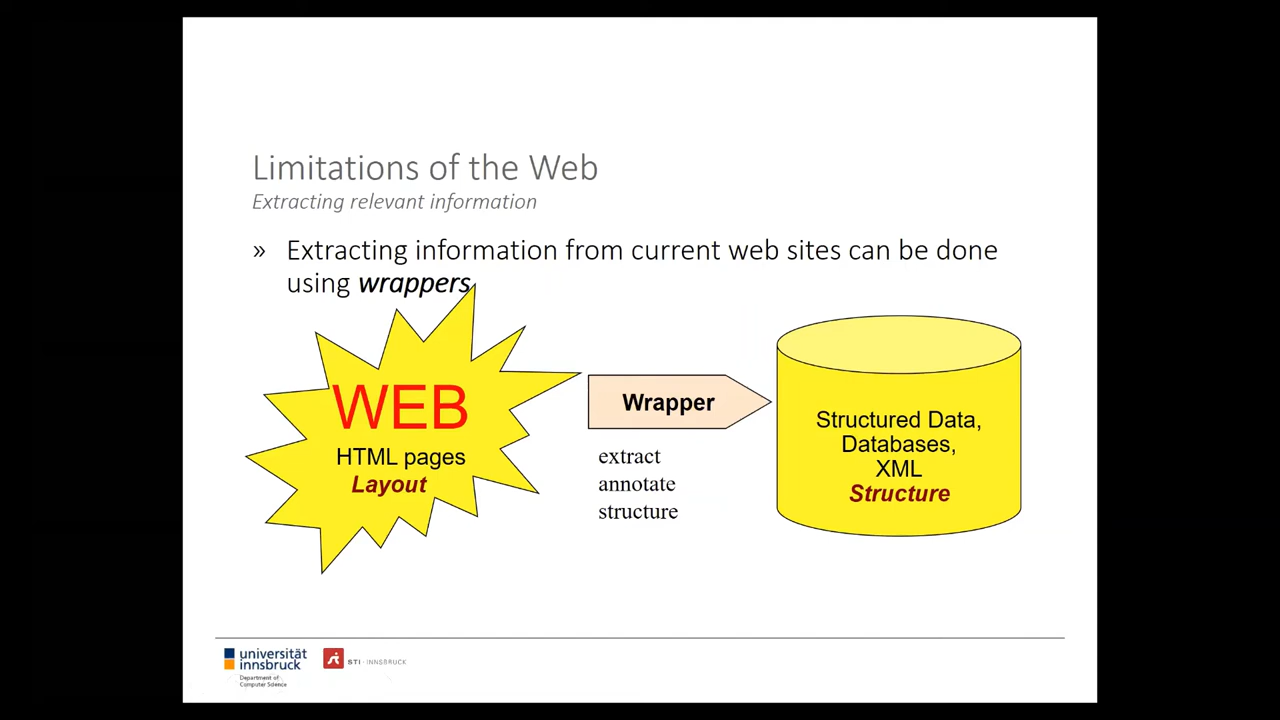 Limitations of the Web
Extracting relevant information
» Extracting information from current web sites can be done
using wrappers
WEB
HTML pages
Layout
Wrapper
extract
annotate
structure
Structured Data,
Databases,
XML
Structure
universität
innsbruck
Department of
Computer Science
STI · INNSBRUCK